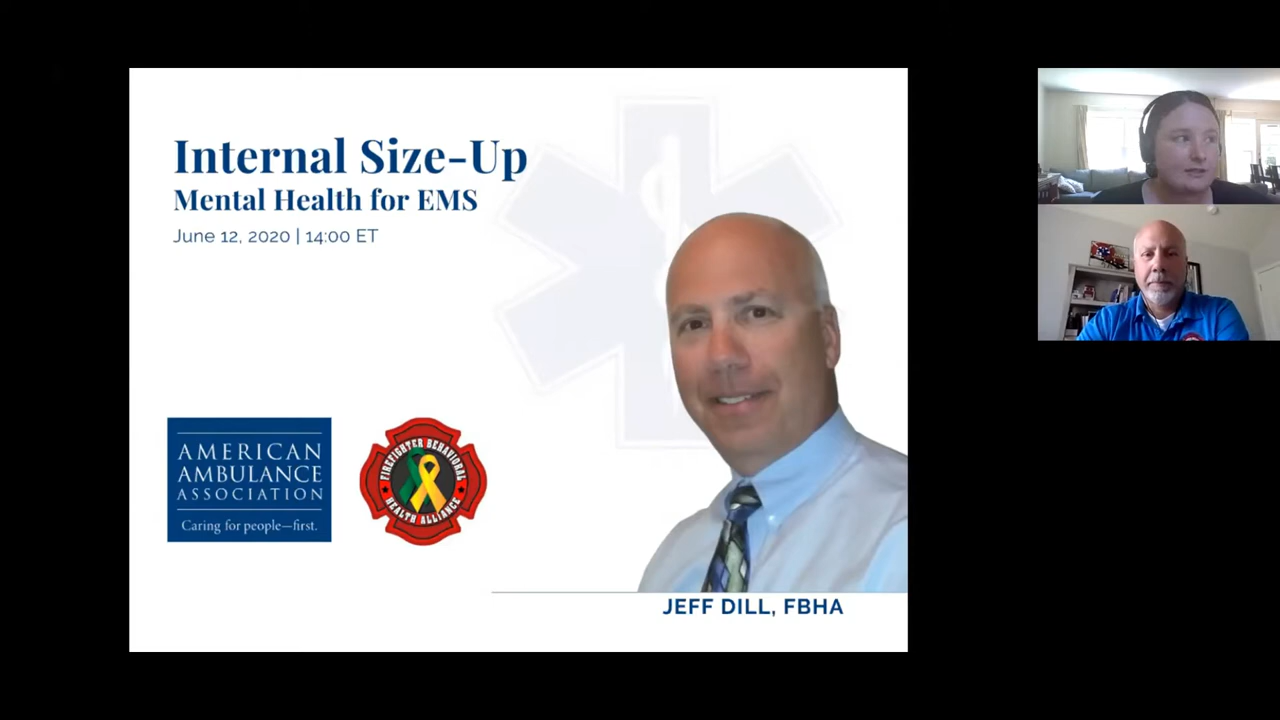 Internal Size-Up
Mental Health for EMS
June 12, 2020 | 14:00 ET
AMERICAN
AMBULANCE
ASSOCIATION
Caring for people—first.
FIREFIGHTER BEHAVIORAL
HEALTH ALLIANCE
JEFF DILL, FBHA